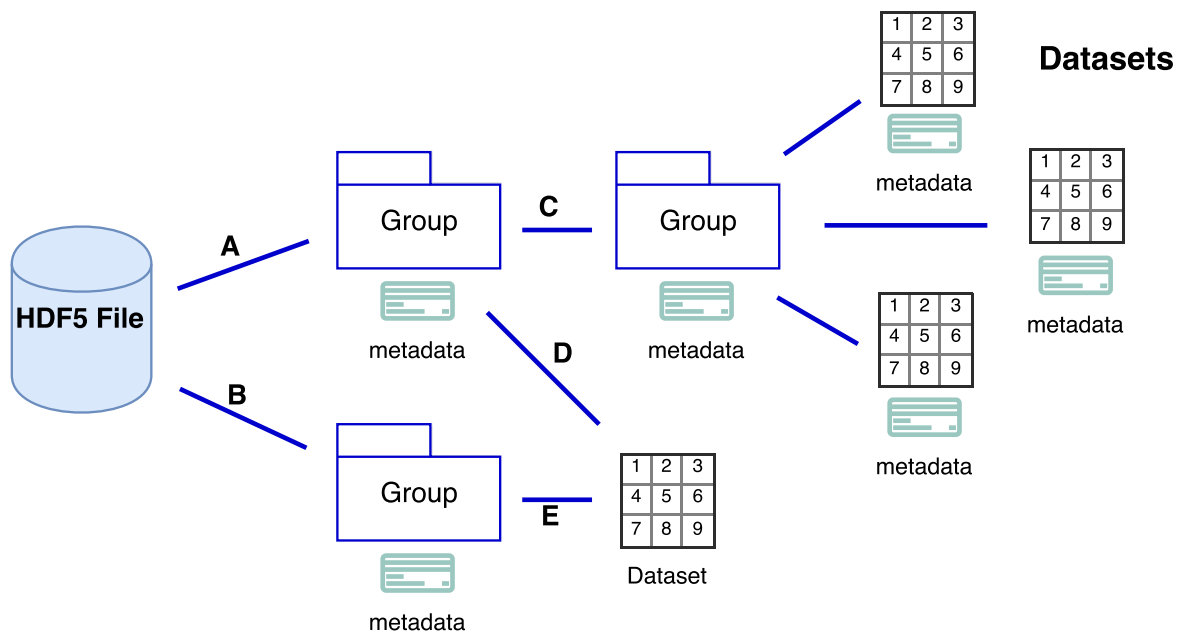 1 2 3
4 5 6
7 8 9
metadata
Datasets
1 2 3
4 5 6
7 8 9
metadata
Group
metadata
C
Group
metadata
A
HDF5 File
B
D
1 2 3
4 5 6
7 8 9
metadata
Group
metadata
E
1 2 3
4 5 6
7 8 9
Dataset